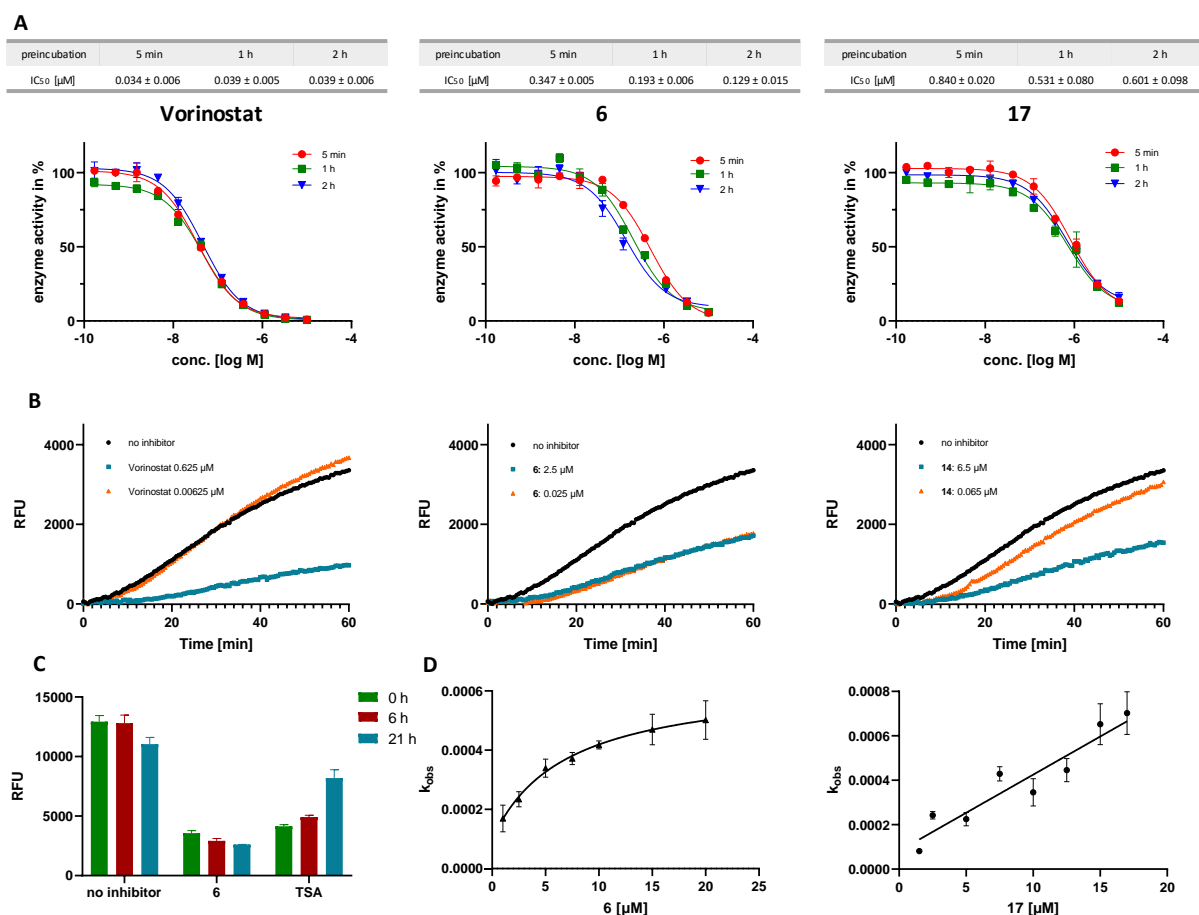 A
preincubation 5 min 1 h 2 h
IC₅₀ [µM] 0.034 ± 0.006 0.039 ± 0.005 0.039 ± 0.006
Vorinostat
enzyme activity in %
100
50
0
-10 -8 -6 -4
conc. [log M]
5 min
1 h
2 h
preincubation 5 min 1 h 2 h
IC₅₀ [µM] 0.347 ± 0.005 0.193 ± 0.006 0.129 ± 0.015
6
enzyme activity in %
100
50
0
-10 -8 -6 -4
conc. [log M]
5 min
1 h
2 h
preincubation 5 min 1 h 2 h
IC₅₀ [µM] 0.840 ± 0.020 0.531 ± 0.080 0.601 ± 0.098
17
enzyme activity in %
100
50
0
-10 -8 -6 -4
conc. [log M]
5 min
1 h
2 h
B
RFU
4000
2000
0
0 20 40 60
Time [min]
no inhibitor
Vorinostat 0.625 µM
Vorinostat 0.00625 µM
RFU
4000
2000
0
0 20 40 60
Time [min]
no inhibitor
6: 2.5 µM
6: 0.025 µM
RFU
4000
2000
0
0 20 40 60
Time [min]
no inhibitor
14: 6.5 µM
14: 0.065 µM
C
RFU
15000
10000
5000
0
no inhibitor 6 TSA
0 h
6 h
21 h
D
kobs
0.0006
0.0004
0.0002
0.0000
0 5 10 15 20 25
6 [µM]
kobs
0.0008
0.0006
0.0004
0.0002
0.0000
0 5 10 15 20
17 [µM]